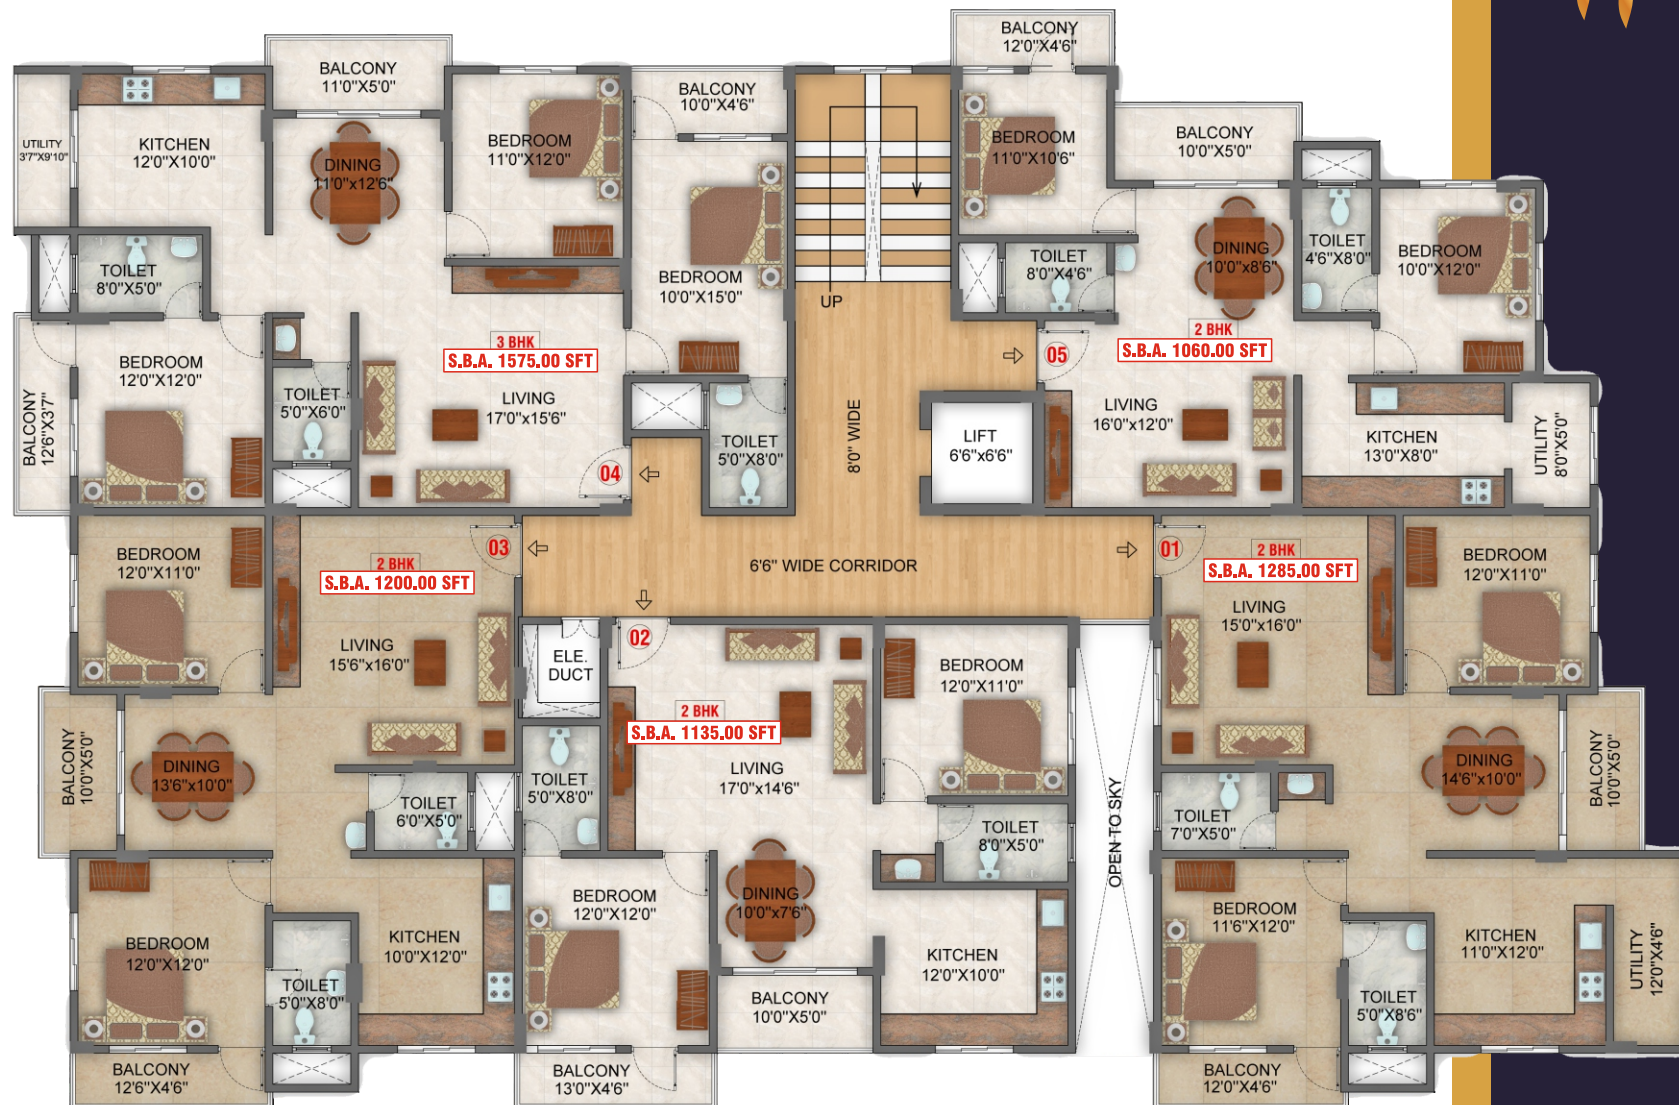 BALCONY
11'0"X5'0"
BALCONY
10'0"X4'6"
BALCONY
12'0"X4'6"
BALCONY
10'0"X5'0"
UTILITY
3'7"X9'10"
KITCHEN
12'0"X10'0"
DINING
11'0"x12'6"
BEDROOM
11'0"X12'0"
BEDROOM
11'0"X10'6"
TOILET
8'0"X5'0"
BEDROOM
10'0"X15'0"
UP
TOILET
8'0"X4'6"
DINING
10'0"x8'6"
TOILET
4'6"X8'0"
BEDROOM
10'0"X12'0"
3 BHK
S.B.A. 1575.00 SFT
05
2 BHK
S.B.A. 1060.00 SFT
BEDROOM
12'0"X12'0"
BALCONY
12'6"X3'7"
TOILET
5'0"X6'0"
LIVING
17'0"x15'6"
04
TOILET
5'0"X8'0"
8'0" WIDE
LIFT
6'6"x6'6"
LIVING
16'0"x12'0"
KITCHEN
13'0"X8'0"
UTILITY
8'0"X5'0"
BEDROOM
12'0"X11'0"
2 BHK
S.B.A. 1200.00 SFT
03
6'6" WIDE CORRIDOR
01
2 BHK
S.B.A. 1285.00 SFT
BEDROOM
12'0"X11'0"
LIVING
15'6"x16'0"
ELE.
DUCT
02
LIVING
15'0"x16'0"
BEDROOM
12'0"X11'0"
2 BHK
S.B.A. 1135.00 SFT
BALCONY
10'0"X5'0"
DINING
13'6"x10'0"
TOILET
6'0"X5'0"
TOILET
5'0"X8'0"
LIVING
17'0"x14'6"
TOILET
8'0"X5'0"
OPEN TO SKY
TOILET
7'0"X5'0"
DINING
14'6"x10'0"
BALCONY
10'0"X5'0"
BEDROOM
12'0"X12'0"
KITCHEN
10'0"X12'0"
TOILET
5'0"X8'0"
BEDROOM
12'0"X12'0"
DINING
10'0"x7'6"
KITCHEN
12'0"X10'0"
BALCONY
10'0"X5'0"
BEDROOM
11'6"X12'0"
TOILET
5'0"X8'6"
KITCHEN
11'0"X12'0"
UTILITY
12'0"X4'6"
BALCONY
12'6"X4'6"
BALCONY
13'0"X4'6"
BALCONY
12'0"X4'6"